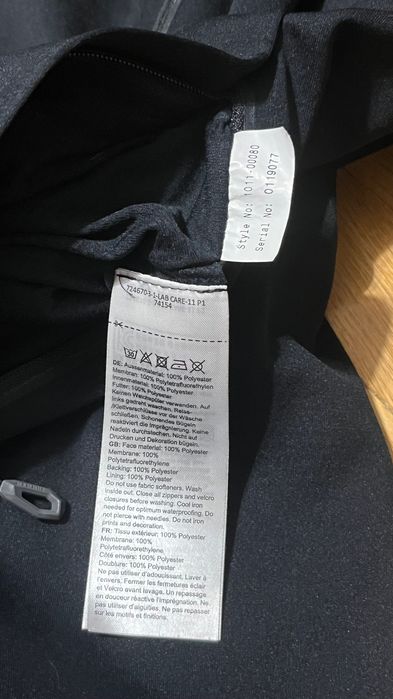 Style No: 1011-00080
Serial No: 0119077
7246703-1-LAB CARE-11 P1
74154
DE: Aussenmaterial: 100% Polyester
Membran: 100% Polytetrafluorethylen
Innenmaterial: 100% Polyester
Futter: 100% Polyester
Keinen Weichspüler verwenden. Auf
links gedreht waschen. Reiss-
/Klettverschlüsse vor der Wäsche
schließen. Schonendes Bügeln
reaktiviert die Imprägnierung. Keine
Nadeln durchstechen. Nicht auf
Drucken und Dekoration bügeln.
GB: Face material: 100% Polyester
Membrane: 100%
Polytetrafluoroethylene
Backing: 100% Polyester
Lining: 100% Polyester
Do not use fabric softeners. Wash
inside out. Close all zippers and velcro
closures before washing. Cool iron
needed for optimum waterproofing. Do
not pierce with needles. Do not iron
prints and decoration.
FR: Tissu extérieur: 100% Polyester
Membrane: 100%
Polytetrafluoroethylene
Côté envers: 100% Polyester
Doublure: 100% Polyester
Ne pas utiliser d'adoucissant. Laver à
l'envers. Fermer les fermetures éclair
et Velcro avant lavage. Un repassage
en douceur réactive l'imprégnation. Ne
pas utiliser d'aiguilles. Ne pas repasser
sur les motifs et finitions.